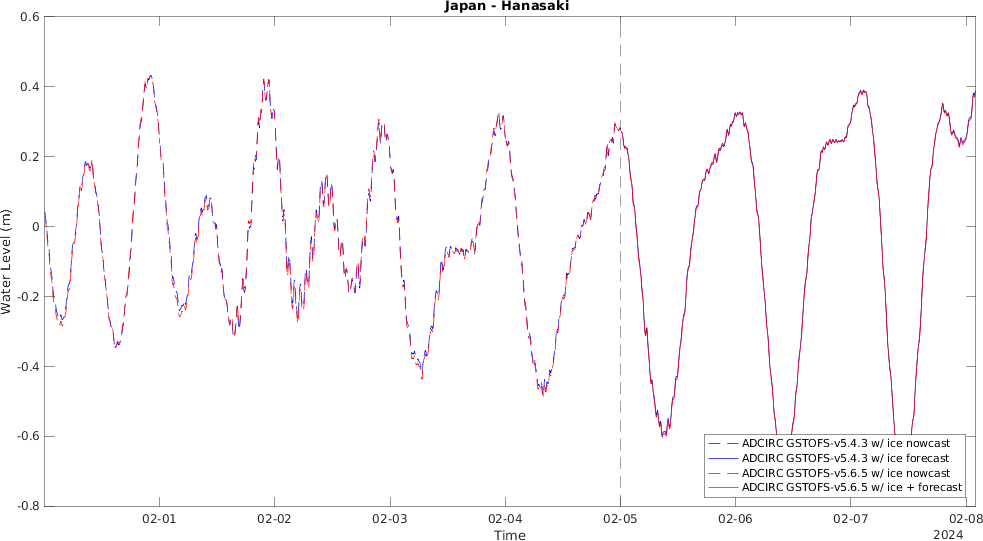 Japan - Hanasaki
0.6
0.4
0.2
0
-0.2
-0.4
-0.6
-0.8
Water Level (m)
ADCIRC GSTOFS-v5.4.3 w/ ice nowcast
ADCIRC GSTOFS-v5.4.3 w/ ice forecast
ADCIRC GSTOFS-v5.6.5 w/ ice nowcast
ADCIRC GSTOFS-v5.6.5 w/ ice + forecast
02-01 02-02 02-03 02-04 02-05 02-06 02-07 02-08
Time
2024